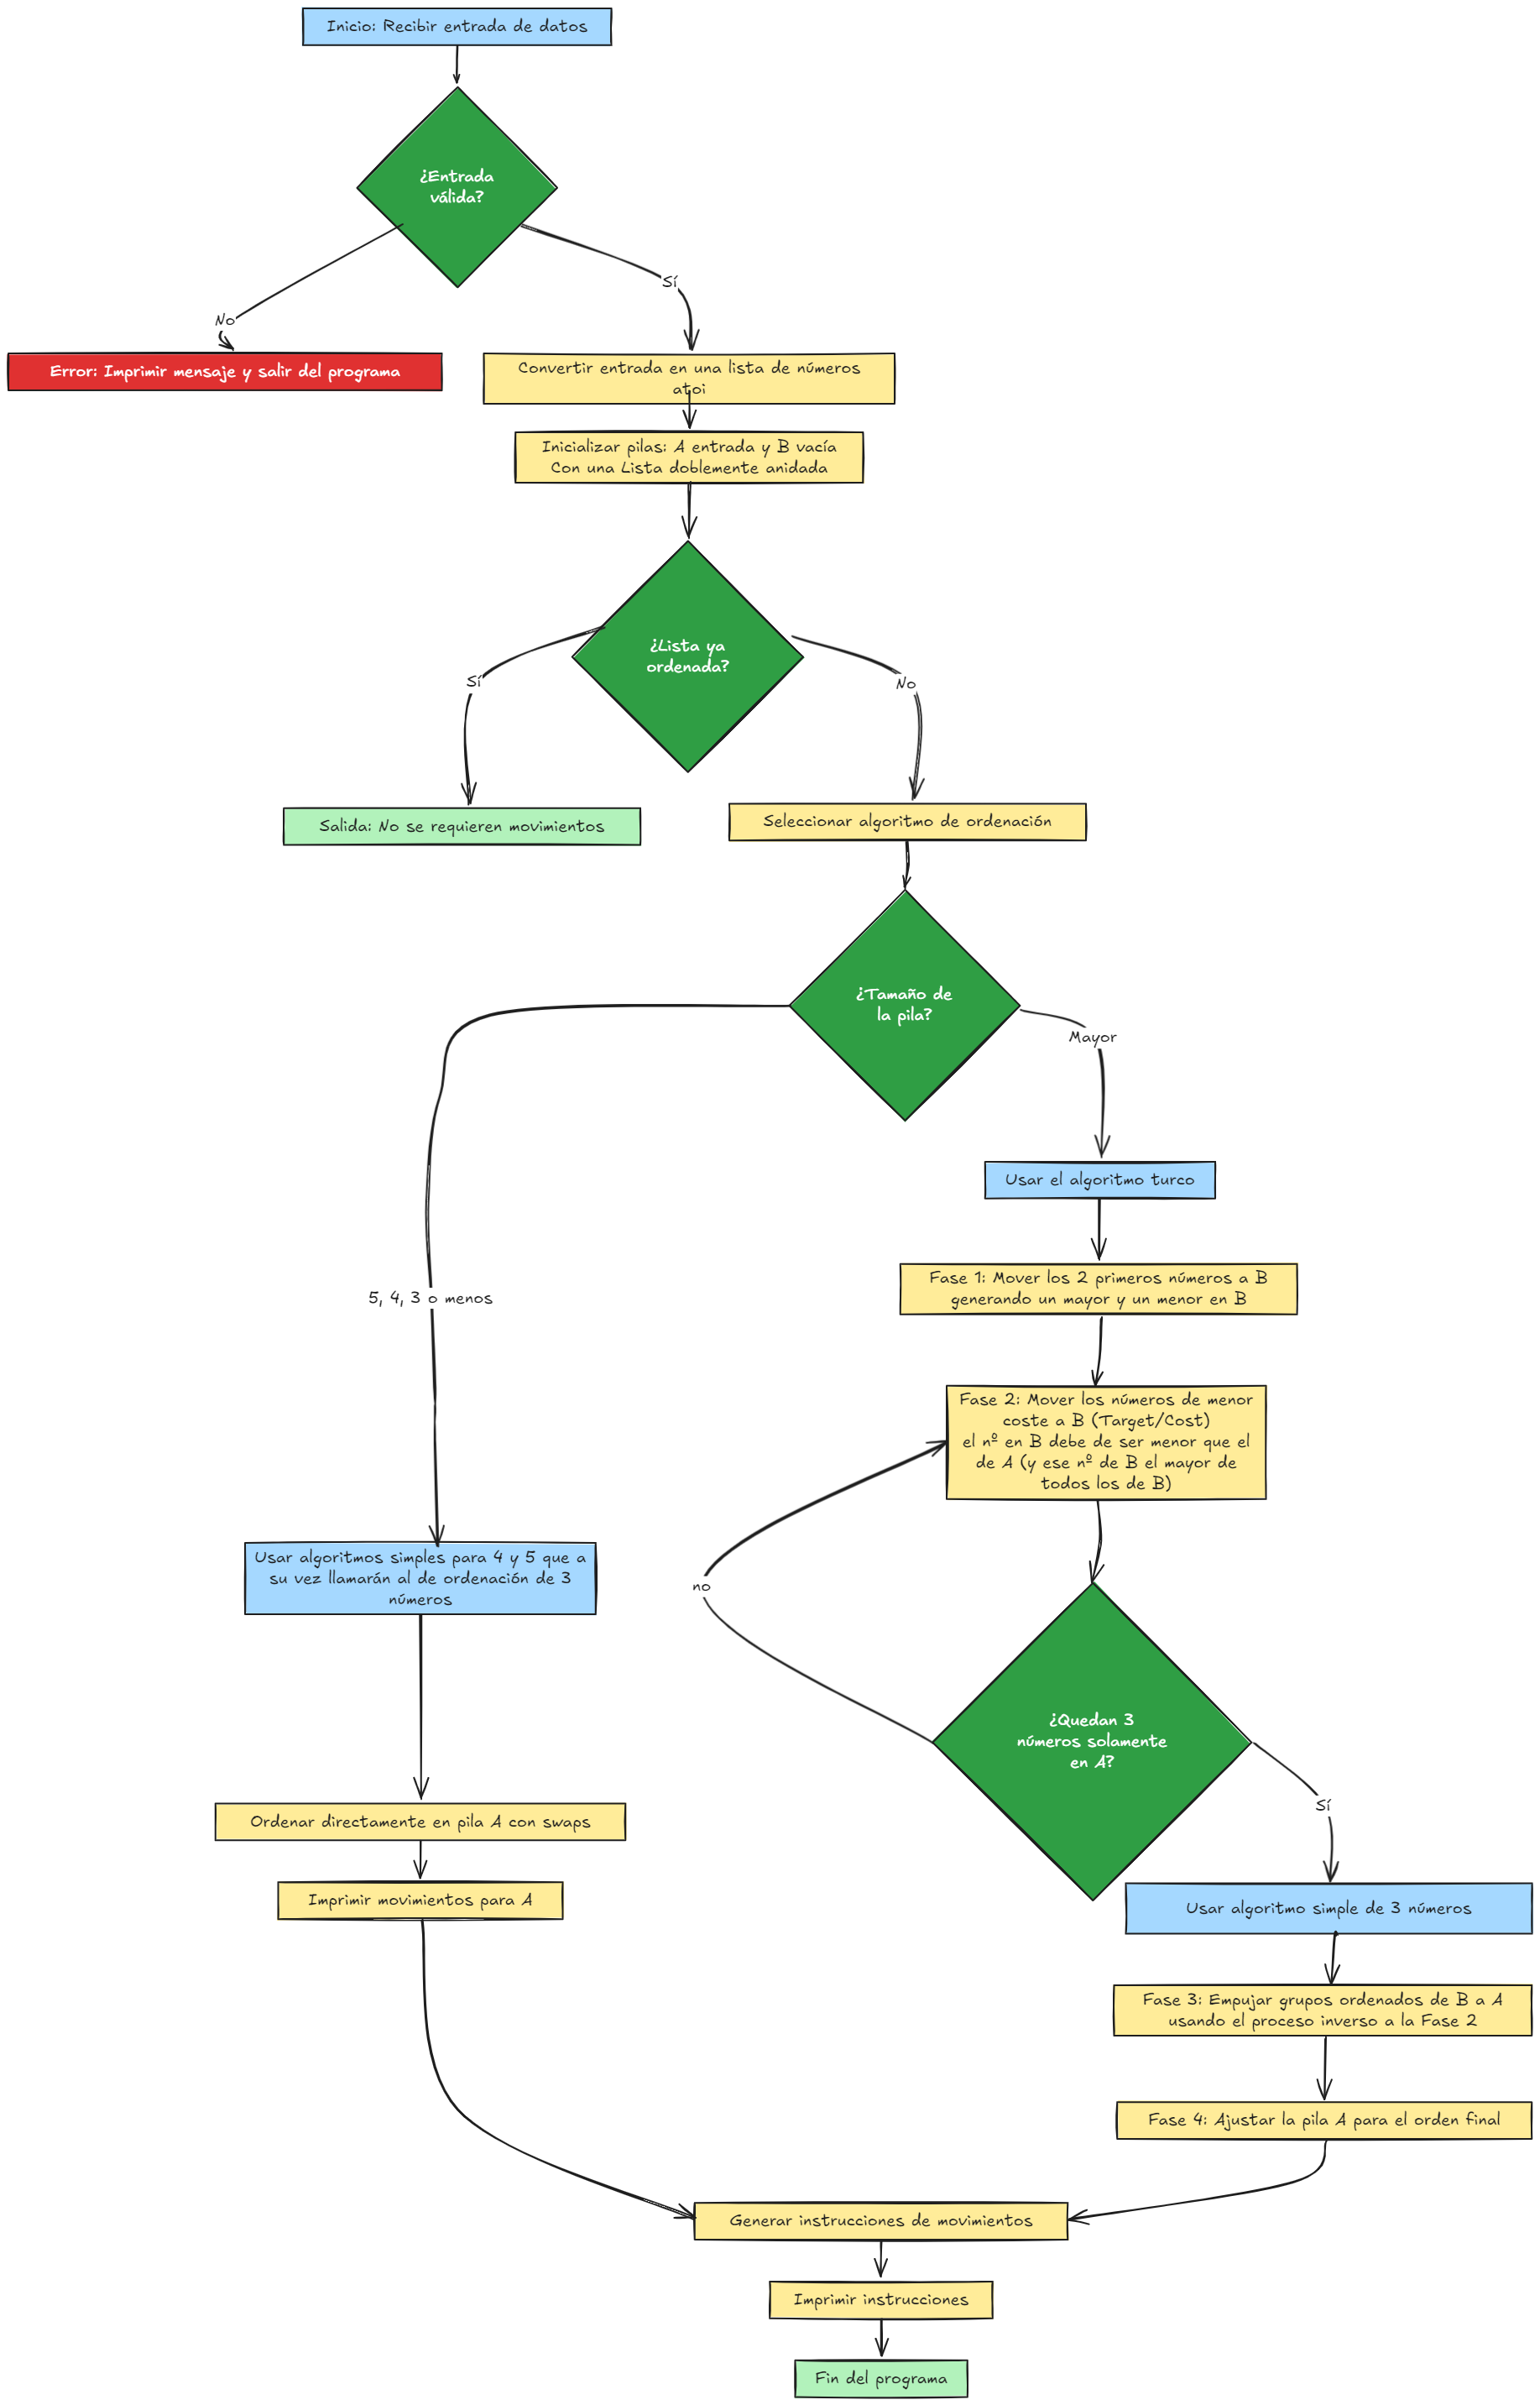 Inicio: Recibir entrada de datos
¿Entrada
válida?
Sí
No
Error: Imprimir mensaje y salir del programa
Convertir entrada en una lista de números
atoi
Inicializar pilas: A entrada y B vacía
Con una Lista doblemente anidada
¿Lista ya
ordenada?
Sí
No
Salida: No se requieren movimientos
Seleccionar algoritmo de ordenación
¿Tamaño de
la pila?
Mayor
Usar el algoritmo turco
Fase 1: Mover los 2 primeros números a B
generando un mayor y un menor en B
5, 4, 3 o menos
Fase 2: Mover los números de menor
coste a B (Target/Cost)
el nº en B debe de ser menor que el
de A (y ese nº de B el mayor de
todos los de B)
Usar algoritmos simples para 4 y 5 que a
su vez llamarán al de ordenación de 3
números
no
¿Quedan 3
números solamente
en A?
Sí
Ordenar directamente en pila A con swaps
Imprimir movimientos para A
Usar algoritmo simple de 3 números
Fase 3: Empujar grupos ordenados de B a A
usando el proceso inverso a la Fase 2
Fase 4: Ajustar la pila A para el orden final
Generar instrucciones de movimientos
Imprimir instrucciones
Fin del programa